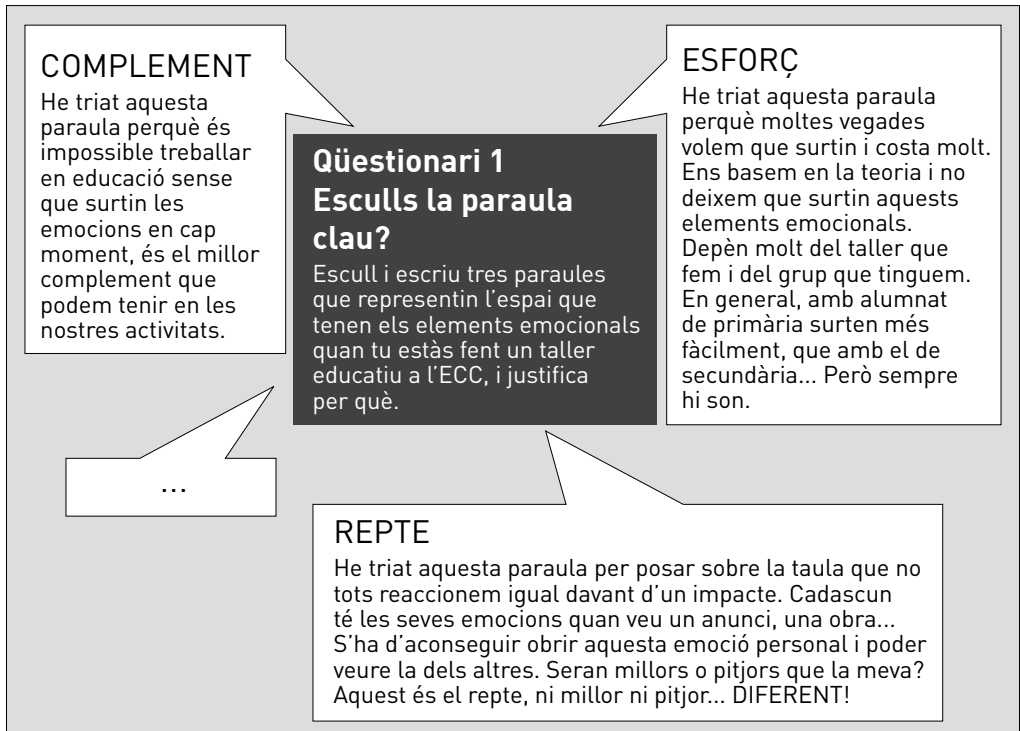 COMPLEMENT
He triat aquesta
paraula perquè és
impossible treballar
en educació sense
que surtin les
emocions en cap
moment, és el millor
complement que
podem tenir en les
nostres activitats.
ESFORÇ
He triat aquesta paraula
perquè moltes vegades
volem que surtin i costa molt.
Ens basem en la teoria i no
deixem que surtin aquests
elements emocionals.
Depèn molt del taller que
fem i del grup que tinguem.
En general, amb alumnat
de primària surten més
fàcilment, que amb el de
secundària... Però sempre
hi son.
Qüestionari 1
Esculls la paraula
clau?
Escull i escriu tres paraules
que representin l’espai que
tenen els elements emocionals
quan tu estàs fent un taller
educatiu a l’ECC, i justifica
per què.
...
REPTE
He triat aquesta paraula per posar sobre la taula que no
tots reaccionem igual davant d’un impacte. Cadascun
té les seves emocions quan veu un anunci, una obra...
S’ha d’aconseguir obrir aquesta emoció personal i poder
veure la dels altres. Seran millors o pitjors que la meva?
Aquest és el repte, ni millor ni pitjor... DIFERENT!